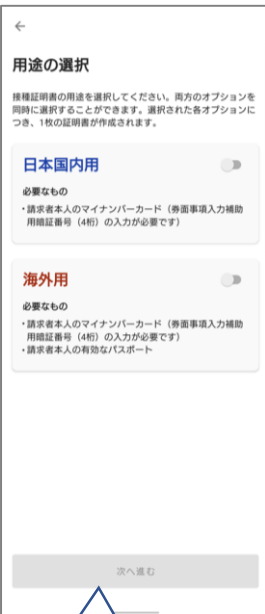 用途の選択
接種証明書の用途を選択してください。両方のオプションを
同時に選択することができます。選択された各オプションに
つき、1枚の証明書が作成されます。
日本国内用
必要なもの
・請求者本人のマイナンバーカード（券面事項入力補助
用暗証番号（4桁）の入力が必要です）
海外用
必要なもの
・請求者本人のマイナンバーカード（券面事項入力補助
用暗証番号（4桁）の入力が必要です）
・請求者本人の有効なパスポート
次へ進む